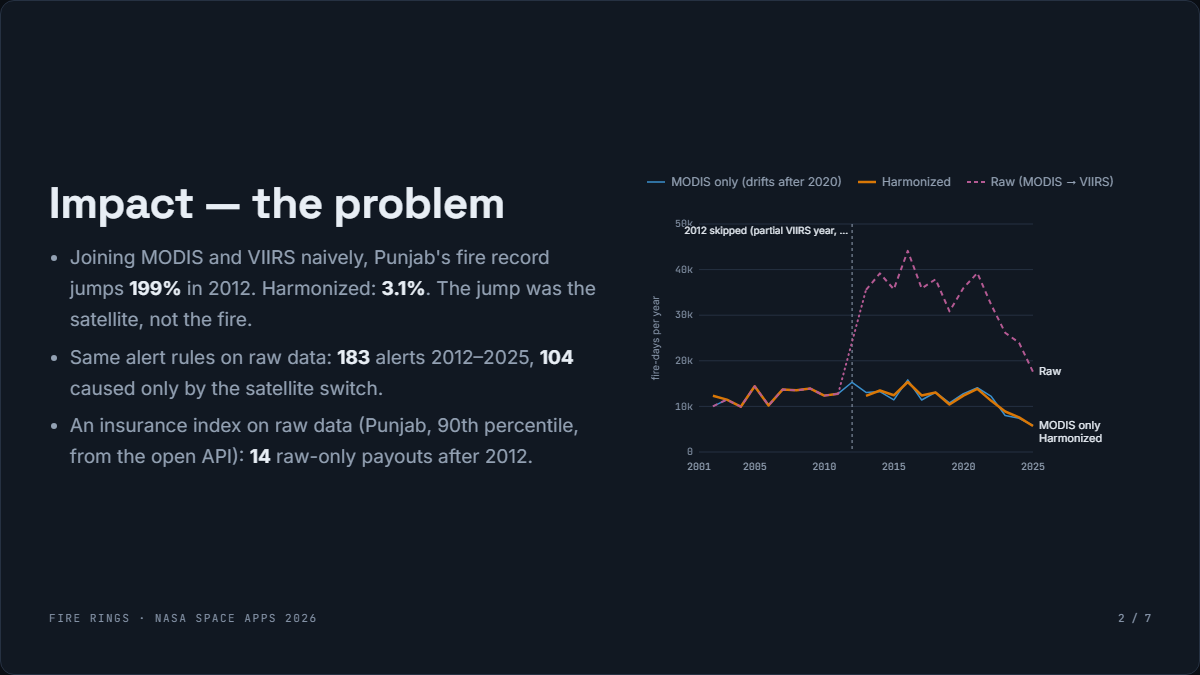 Impact — the problem
Joining MODIS and VIIRS naively, Punjab's fire record
jumps 199% in 2012. Harmonized: 3.1%. The jump was the
satellite, not the fire.
Same alert rules on raw data: 183 alerts 2012–2025, 104
caused only by the satellite switch.
An insurance index on raw data (Punjab, 90th percentile,
from the open API): 14 raw-only payouts after 2012.
MODIS only (drifts after 2020) Harmonized Raw (MODIS → VIIRS)
50k
2012 skipped (partial VIIRS year, ...
40k
30k
20k
10k
0
fire-days per year
Raw
MODIS only
Harmonized
2001 2005 2010 2015 2020 2025
FIRE RINGS · NASA SPACE APPS 2026
2 / 7